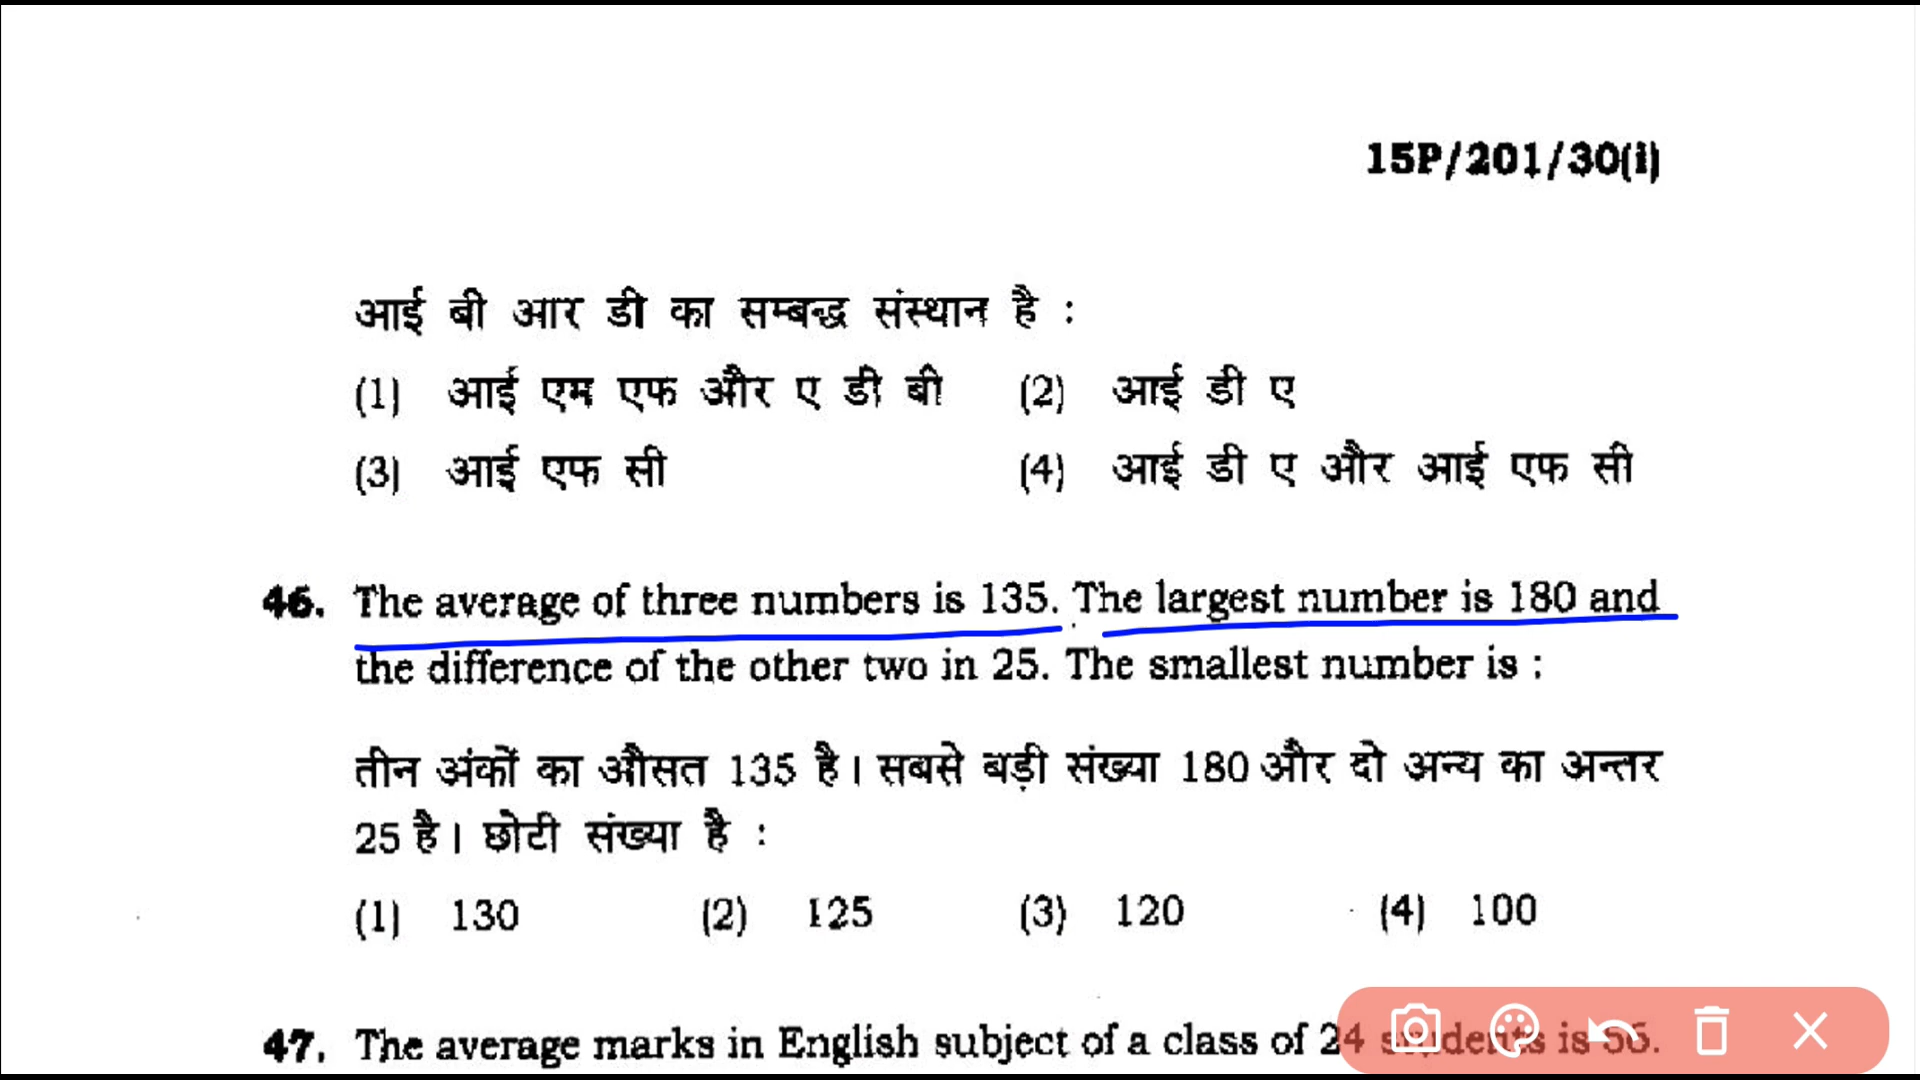 15P/201/30(i)
आई बी आर डी का सम्बद्ध संस्थान है :
(1) आई एम एफ और ए डी बी (2) आई डी ए
(3) आई एफ सी (4) आई डी ए और आई एफ सी
46. The average of three numbers is 135. The largest number is 180 and
the difference of the other two in 25. The smallest number is :
तीन अंकों का औसत 135 है। सबसे बड़ी संख्या 180 और दो अन्य का अन्तर
25 है। छोटी संख्या है :
(1) 130 (2) 125 (3) 120 (4) 100
47. The average marks in English subject of a class of 24 students is 56.